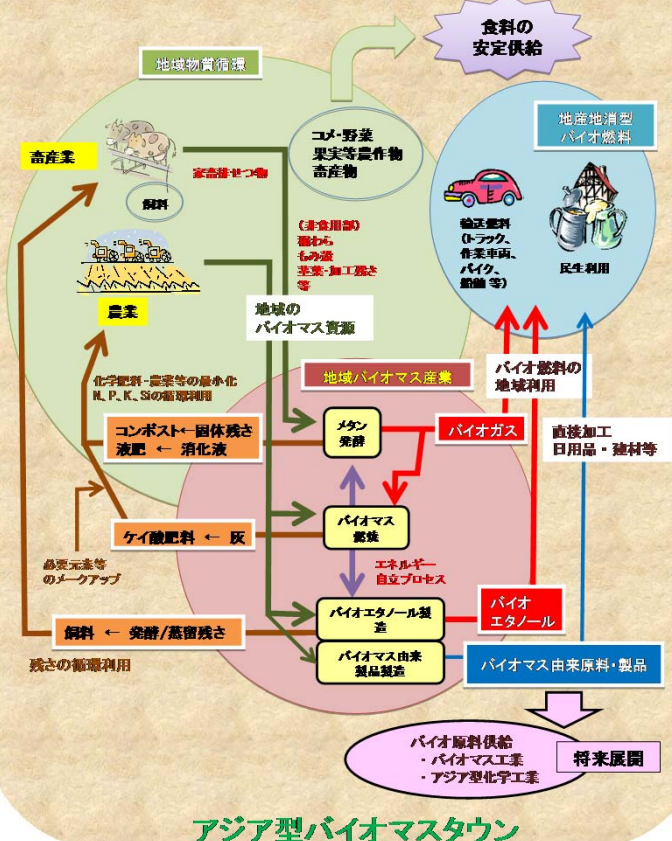 食料の
安定供給
地域物質循環
地産地消型
バイオ燃料
コメ・野菜
果実等農作物
畜産物
畜産業
家畜排せつ物
飼料
(非食用部)
稲わら
もみ殻
茎葉・加工残さ
等
輸送燃料
(トラック、
作業車両、
バイク、
船舶 等)
民生利用
農業
地域の
バイオマス資源
化学肥料・農薬等の最小化
N、P、K、Siの循環利用
地域バイオマス産業
バイオ燃料の
地域利用
コンポスト←固体残さ
液肥 ← 消化液
メタン
発酵
バイオガス
直接加工
日用品・建材等
ケイ酸肥料 ← 灰
バイオマス
燃焼
必要元素等
のメークアップ
エネルギー
自立プロセス
バイオエタノール製
造
バイオ
エタノール
飼料 ← 発酵/蒸留残さ
バイオマス由来
製品製造
バイオマス由来原料・製品
残さの循環利用
バイオ原料供給
・バイオマス工業
・アジア型化学工業
将来展開
アジア型バイオマスタウン